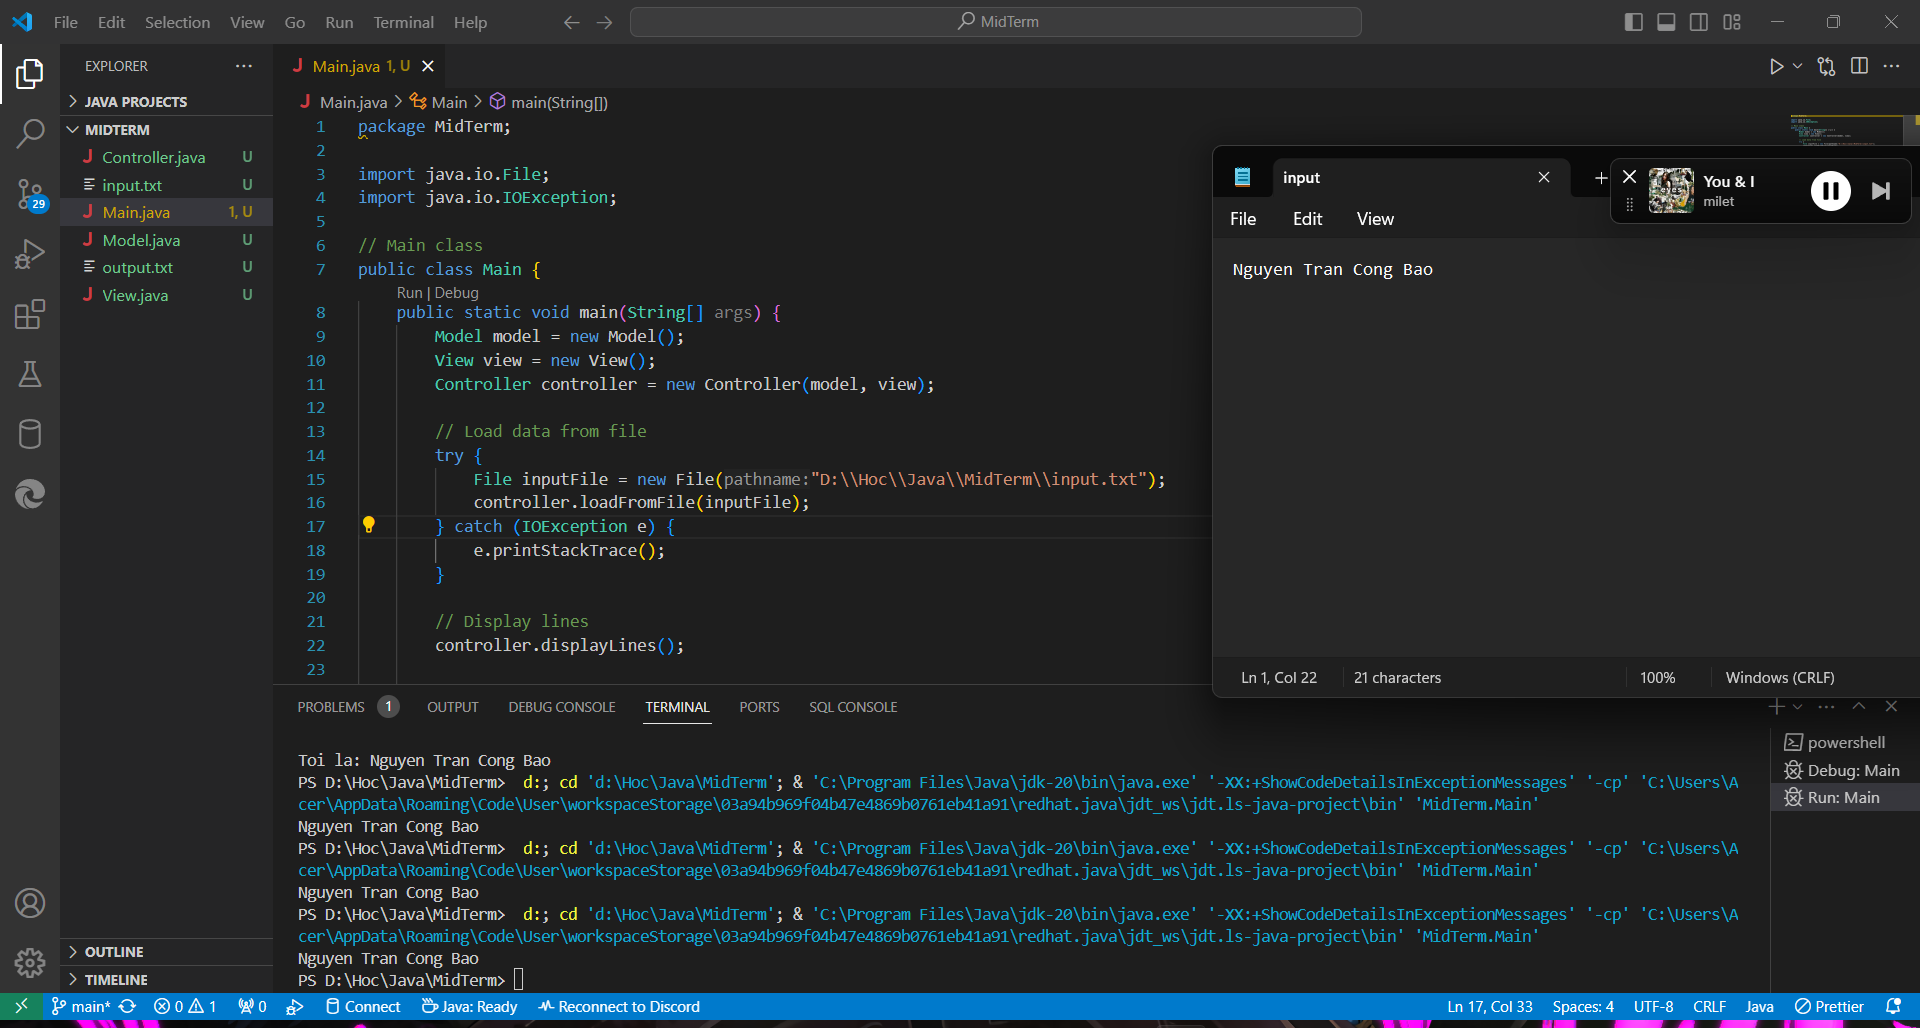 File Edit Selection View Go Run Terminal Help
MidTerm
EXPLORER
JAVA PROJECTS
MIDTERM
Controller.java U
input.txt U
Main.java 1, U
Model.java U
output.txt U
View.java U
OUTLINE
TIMELINE
29
Main.java 1, U
Main.java > Main > main(String[])
1 package MidTerm;
2
3 import java.io.File;
4 import java.io.IOException;
5
6 // Main class
7 public class Main {
Run | Debug
8 public static void main(String[] args) {
9 Model model = new Model();
10 View view = new View();
11 Controller controller = new Controller(model, view);
12
13 // Load data from file
14 try {
15 File inputFile = new File(pathname:"D:\\Hoc\\Java\\MidTerm\\input.txt");
16 controller.loadFromFile(inputFile);
17 } catch (IOException e) {
18 e.printStackTrace();
19 }
20
21 // Display lines
22 controller.displayLines();
23
input
File Edit View
Nguyen Tran Cong Bao
Ln 1, Col 22 21 characters 100% Windows (CRLF)
eyes
You & I
milet
PROBLEMS 1 OUTPUT DEBUG CONSOLE TERMINAL PORTS SQL CONSOLE
Toi la: Nguyen Tran Cong Bao
PS D:\Hoc\Java\MidTerm> d:; cd 'd:\Hoc\Java\MidTerm'; & 'C:\Program Files\Java\jdk-20\bin\java.exe' '-XX:+ShowCodeDetailsInExceptionMessages' '-cp' 'C:\Users\A
cer\AppData\Roaming\Code\User\workspaceStorage\03a94b969f04b47e4869b0761eb41a91\redhat.java\jdt_ws\jdt.ls-java-project\bin' 'MidTerm.Main'
Nguyen Tran Cong Bao
PS D:\Hoc\Java\MidTerm> d:; cd 'd:\Hoc\Java\MidTerm'; & 'C:\Program Files\Java\jdk-20\bin\java.exe' '-XX:+ShowCodeDetailsInExceptionMessages' '-cp' 'C:\Users\A
cer\AppData\Roaming\Code\User\workspaceStorage\03a94b969f04b47e4869b0761eb41a91\redhat.java\jdt_ws\jdt.ls-java-project\bin' 'MidTerm.Main'
Nguyen Tran Cong Bao
PS D:\Hoc\Java\MidTerm> d:; cd 'd:\Hoc\Java\MidTerm'; & 'C:\Program Files\Java\jdk-20\bin\java.exe' '-XX:+ShowCodeDetailsInExceptionMessages' '-cp' 'C:\Users\A
cer\AppData\Roaming\Code\User\workspaceStorage\03a94b969f04b47e4869b0761eb41a91\redhat.java\jdt_ws\jdt.ls-java-project\bin' 'MidTerm.Main'
Nguyen Tran Cong Bao
PS D:\Hoc\Java\MidTerm>
powershell
Debug: Main
Run: Main
main* 0 1 0 Connect Java: Ready Reconnect to Discord Ln 17, Col 33 Spaces: 4 UTF-8 CRLF Java Prettier